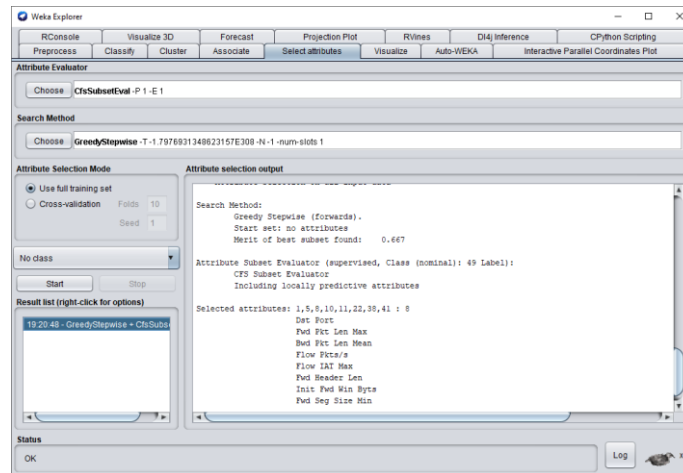 Weka Explorer
RConsole Visualize 3D Forecast Projection Plot RVines Dl4j Inference CPython Scripting
Preprocess Classify Cluster Associate Select attributes Visualize Auto-WEKA Interactive Parallel Coordinates Plot
Attribute Evaluator
Choose CfsSubsetEval -P 1 -E 1
Search Method
Choose GreedyStepwise -T -1.7976931348623157E308 -N -1 -num-slots 1
Attribute Selection Mode
Use full training set
Cross-validation Folds 10
Seed 1
No class
Start Stop
Result list (right-click for options)
19:20:48 - GreedyStepwise + CfsSubs
Attribute selection output
Search Method:
Greedy Stepwise (forwards).
Start set: no attributes
Merit of best subset found: 0.667
Attribute Subset Evaluator (supervised, Class (nominal): 49 Label):
CFS Subset Evaluator
Including locally predictive attributes
Selected attributes: 1,5,8,10,11,22,38,41 : 8
Dst Port
Fwd Pkt Len Max
Bwd Pkt Len Mean
Flow Pkts/s
Flow IAT Max
Fwd Header Len
Init Fwd Win Byts
Fwd Seg Size Min
Status
OK
Log